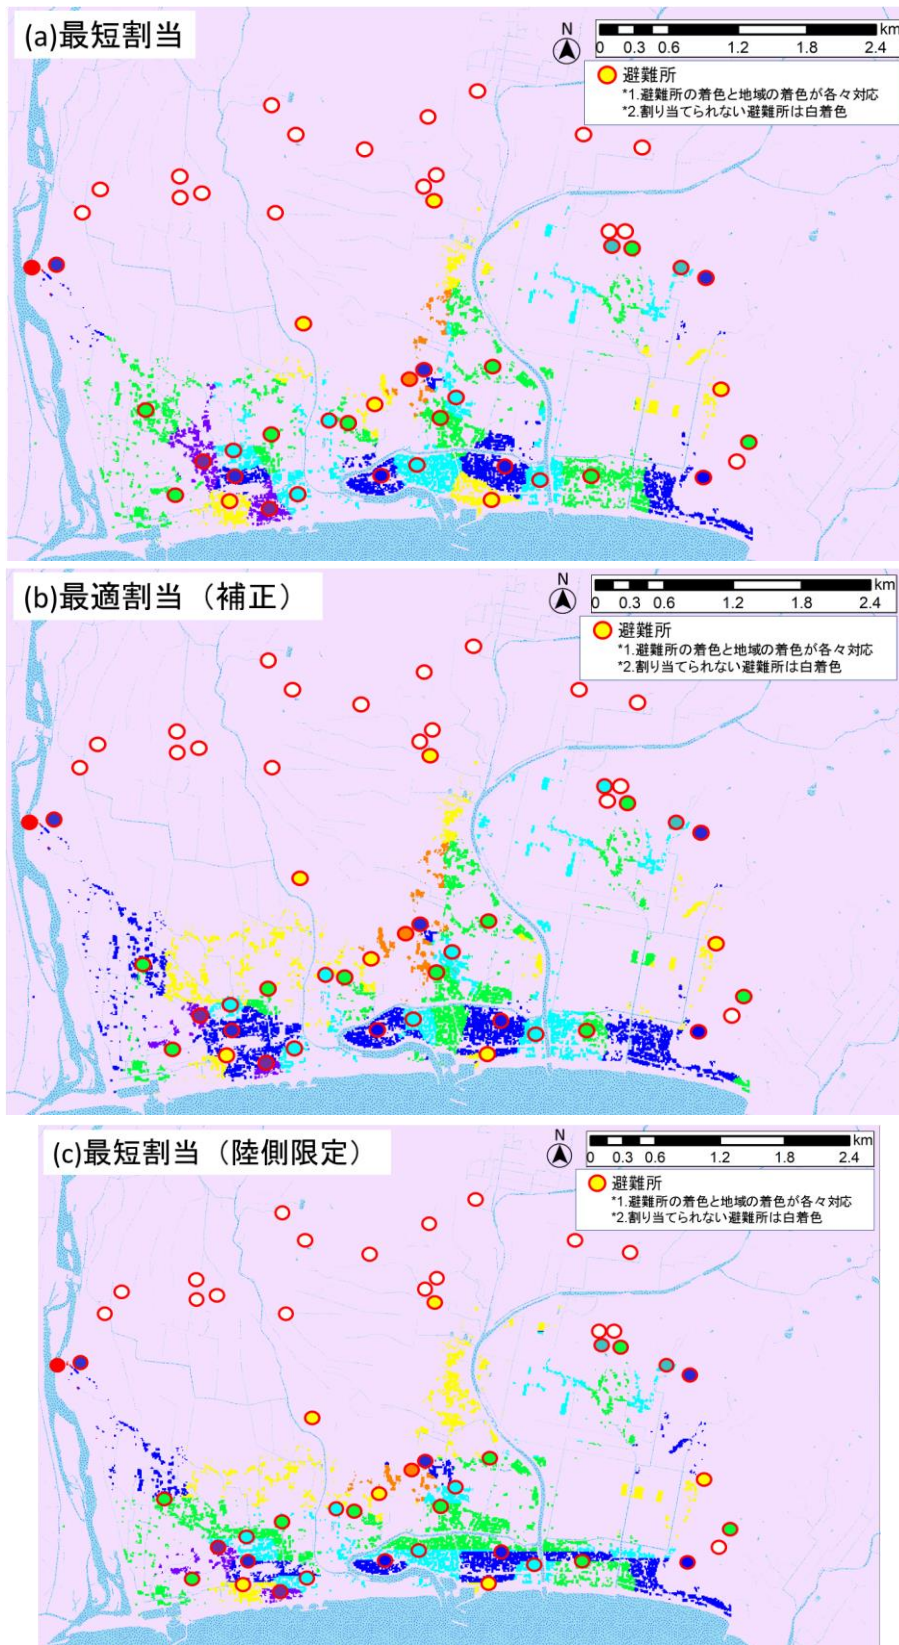 (a)最短割当
N
km
0 0.3 0.6 1.2 1.8 2.4
避難所
*1.避難所の着色と地域の着色が各々対応
*2.割り当てられない避難所は白着色
(b)最適割当（補正）
N
km
0 0.3 0.6 1.2 1.8 2.4
避難所
*1.避難所の着色と地域の着色が各々対応
*2.割り当てられない避難所は白着色
(c)最短割当（陸側限定）
N
km
0 0.3 0.6 1.2 1.8 2.4
避難所
*1.避難所の着色と地域の着色が各々対応
*2.割り当てられない避難所は白着色